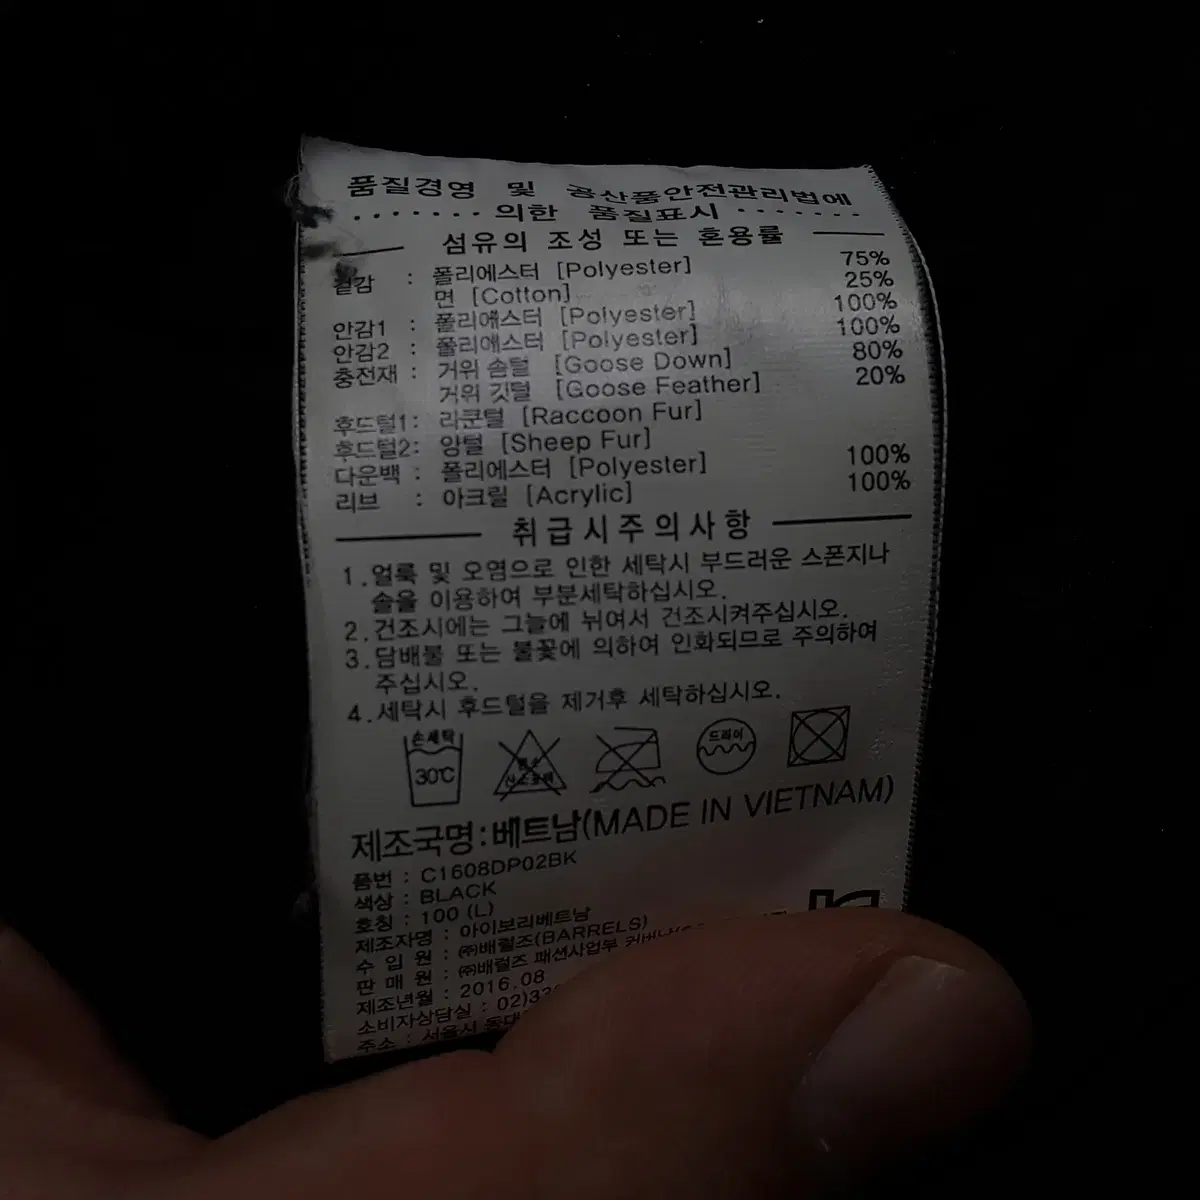 품질경영 및 공산품안전관리법에
의한 품질표시
섬유의 조성 또는 혼용률
겉감 : 폴리에스터 [Polyester] 75%
면 [Cotton] 25%
안감1 : 폴리에스터 [Polyester] 100%
안감2 : 폴리에스터 [Polyester] 100%
충전재 : 거위 솜털 [Goose Down] 80%
거위 깃털 [Goose Feather] 20%
후드털1: 라쿤털 [Raccoon Fur]
후드털2: 양털 [Sheep Fur]
다운백 : 폴리에스터 [Polyester] 100%
리브 : 아크릴 [Acrylic] 100%
취급시주의사항
1.얼룩 및 오염으로 인한 세탁시 부드러운 스폰지나
솔을 이용하여 부분세탁하십시오.
2.건조시에는 그늘에 뉘여서 건조시켜주십시오.
3.담배불 또는 불꽃에 의하여 인화되므로 주의하여
주십시오.
4.세탁시 후드털을 제거후 세탁하십시오.
손세탁 30℃ 드라이
제조국명:베트남(MADE IN VIETNAM)
품번 : C1608DP02BK
색상 : BLACK
호칭 : 100 (L)
제조자명 : 아이보리베트남
수입원 : ㈜배럴즈(BARRELS)
판매원 : ㈜배럴즈 패션사업부
제조년월 : 2016.08
소비자상담실 : 02)33
주소 : 서울시